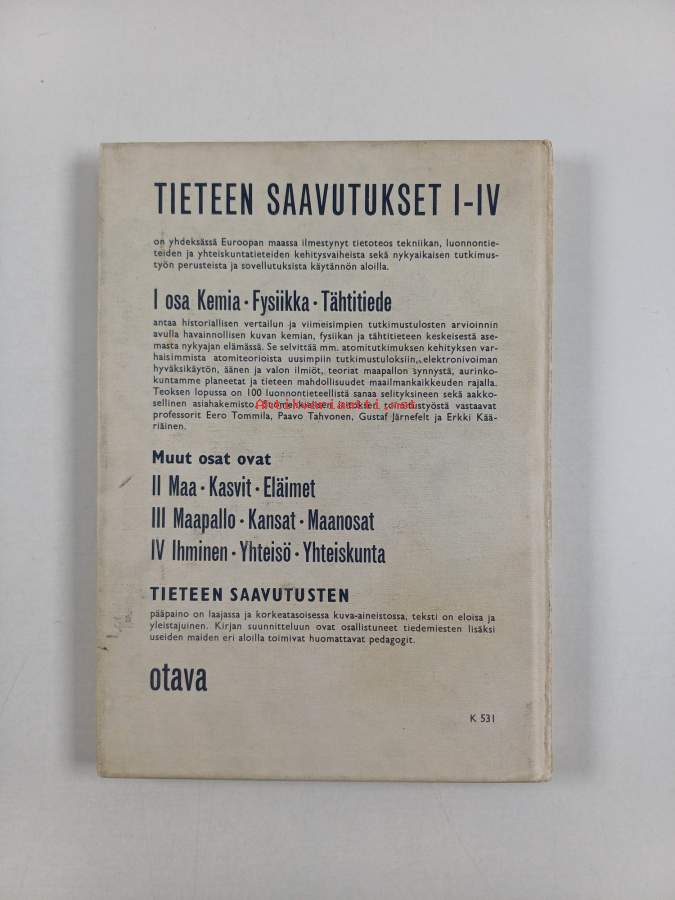 TIETEEN SAAVUTUKSET I-IV
on yhdeksässä Euroopan maassa ilmestynyt tietoteos tekniikan, luonnontie-
teiden ja yhteiskuntatieteiden kehitysvaiheista sekä nykyaikaisen tutkimus-
työn perusteista ja sovellutuksista käytännön aloilla.
I osa Kemia • Fysiikka • Tähtitiede
antaa historiallisen vertailun ja viimeisimpien tutkimustulosten arvioinnin
avulla havainnollisen kuvan kemian, fysiikan ja tähtitieteen keskeisestä ase-
masta nykyajan elämässä. Se selvittää mm. atomitutkimuksen kehityksen var-
haisimmista atomiteorioista uusimpiin tutkimustuloksiin, elektronivoiman
hyväksikäytön, äänen ja valon ilmiöt, teoriat maapallon synnystä, aurinko-
kuntamme planeetat ja tieteen mahdollisuudet maailmankaikkeuden rajalla.
Teoksen lopussa on 100 luonnontieteellistä sanaa selityksineen sekä aakko-
sellinen asiahakemisto. Suomenkielisen laitoksen toimitustyöstä vastaavat
Antikvariaatti.net
professorit Eero Tommila, Paavo Tahvonen, Gustaf Järnefelt ja Erkki Kää-
riäinen.
Muut osat ovat
II Maa • Kasvit • Eläimet
III Maapallo • Kansat • Maanosat
IV Ihminen • Yhteisö • Yhteiskunta
TIETEEN SAAVUTUSTEN
pääpaino on laajassa ja korkeatasoisessa kuva-aineistossa, teksti on eloisa ja
yleistajuinen. Kirjan suunnitteluun ovat osallistuneet tiedemiesten lisäksi
useiden maiden eri aloilla toimivat huomattavat pedagogit.
otava
K 531